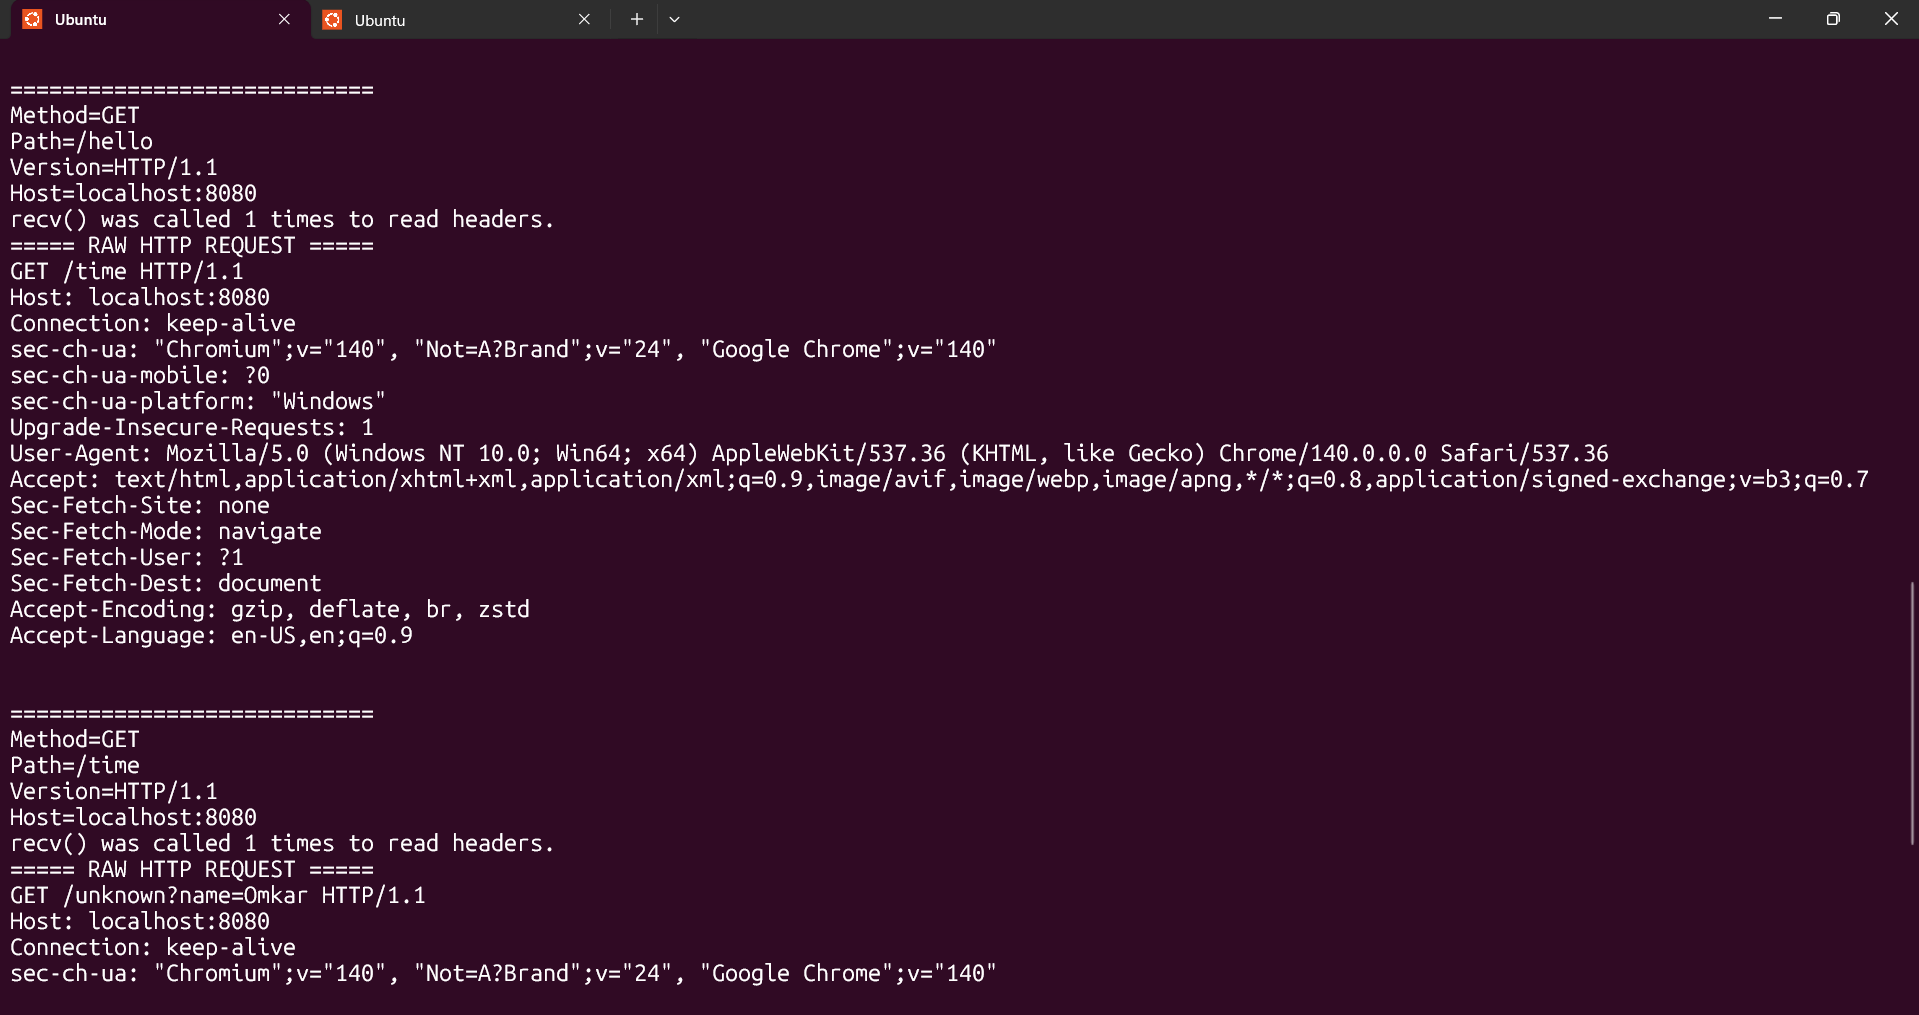 Ubuntu
Ubuntu
============================
Method=GET
Path=/hello
Version=HTTP/1.1
Host=localhost:8080
recv() was called 1 times to read headers.
===== RAW HTTP REQUEST =====
GET /time HTTP/1.1
Host: localhost:8080
Connection: keep-alive
sec-ch-ua: "Chromium";v="140", "Not=A?Brand";v="24", "Google Chrome";v="140"
sec-ch-ua-mobile: ?0
sec-ch-ua-platform: "Windows"
Upgrade-Insecure-Requests: 1
User-Agent: Mozilla/5.0 (Windows NT 10.0; Win64; x64) AppleWebKit/537.36 (KHTML, like Gecko) Chrome/140.0.0.0 Safari/537.36
Accept: text/html,application/xhtml+xml,application/xml;q=0.9,image/avif,image/webp,image/apng,*/*;q=0.8,application/signed-exchange;v=b3;q=0.7
Sec-Fetch-Site: none
Sec-Fetch-Mode: navigate
Sec-Fetch-User: ?1
Sec-Fetch-Dest: document
Accept-Encoding: gzip, deflate, br, zstd
Accept-Language: en-US,en;q=0.9
============================
Method=GET
Path=/time
Version=HTTP/1.1
Host=localhost:8080
recv() was called 1 times to read headers.
===== RAW HTTP REQUEST =====
GET /unknown?name=Omkar HTTP/1.1
Host: localhost:8080
Connection: keep-alive
sec-ch-ua: "Chromium";v="140", "Not=A?Brand";v="24", "Google Chrome";v="140"